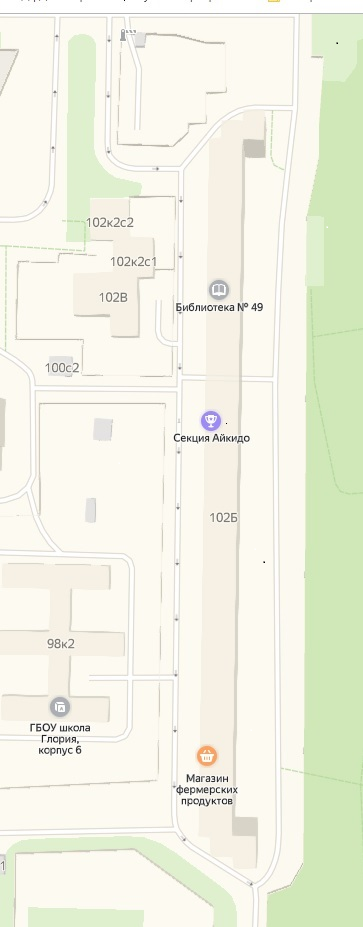 102к2с2
102к2с1
102В
Библиотека № 49
100с2
Секция Айкидо
102Б
98к2
ГБОУ школа
Глория,
корпус 6
Магазин
фермерских
продуктов
1